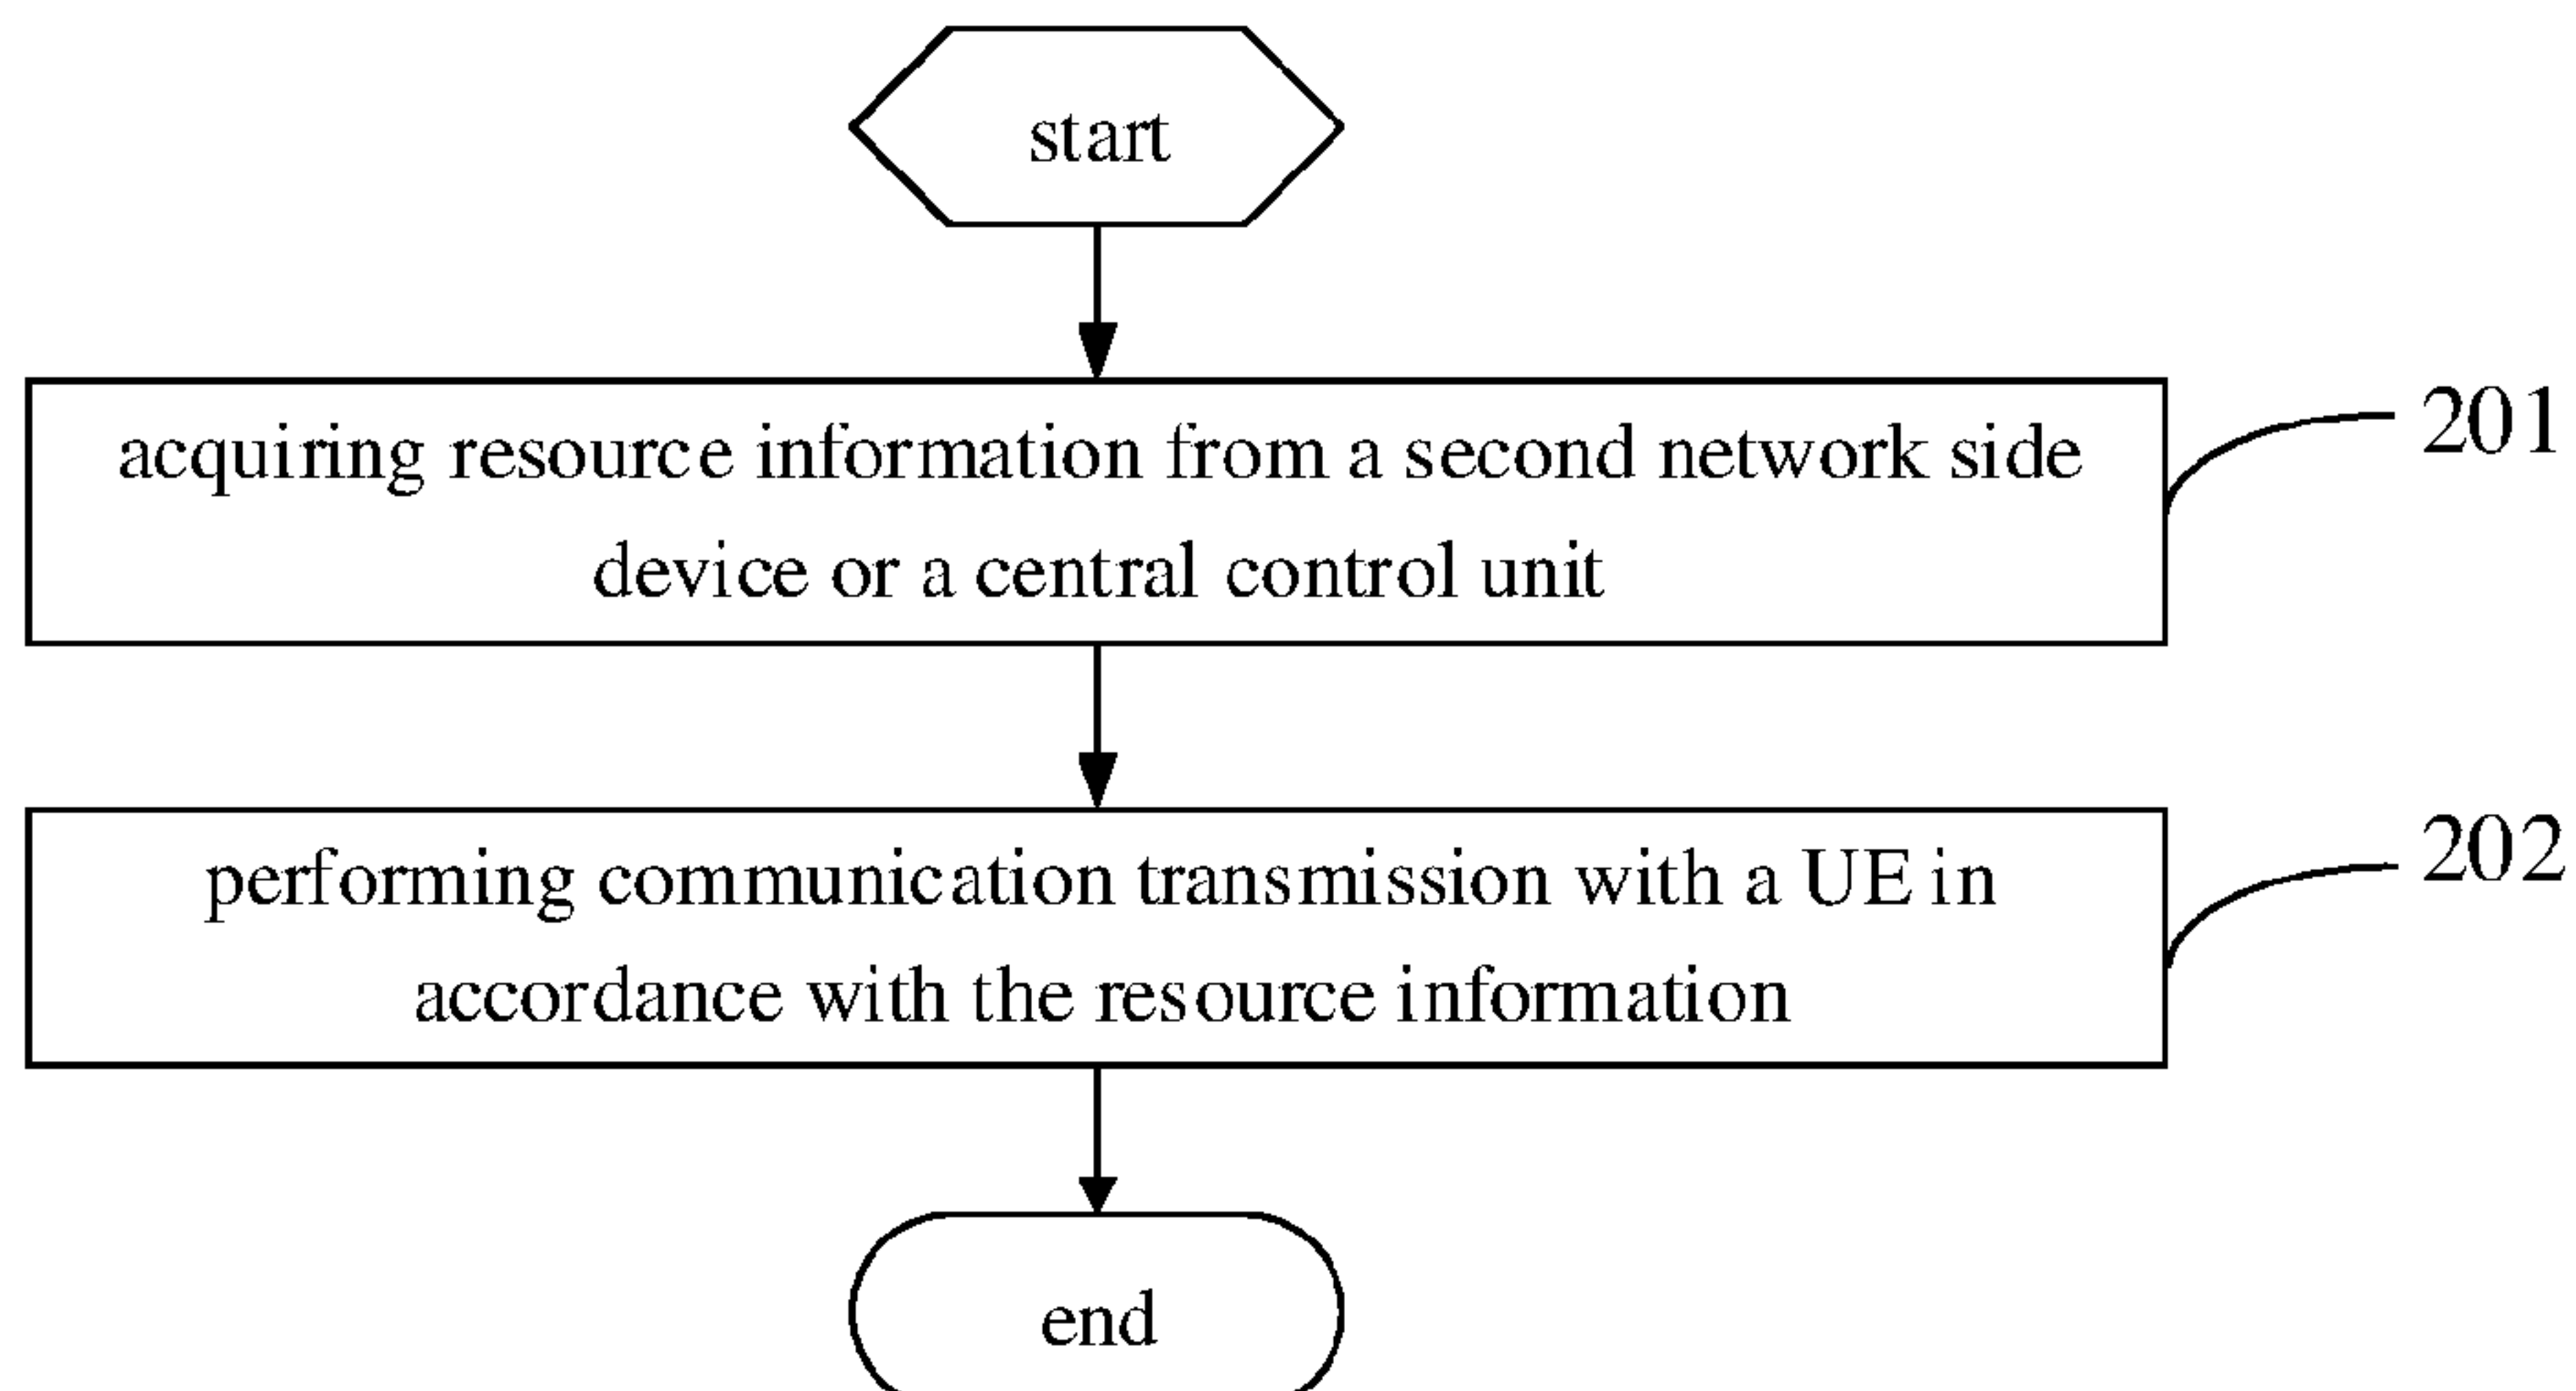 start
acquiring resource information from a second network side
device or a central control unit
201
performing communication transmission with a UE in
accordance with the resource information
202
end